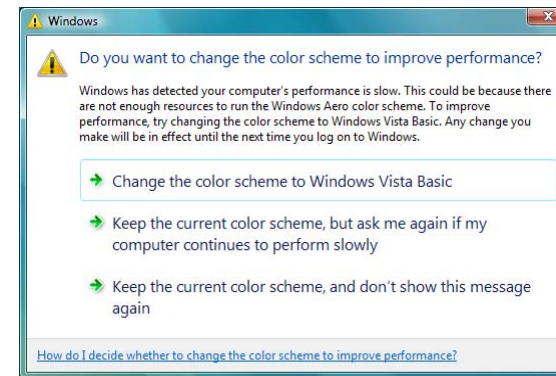 Windows
Do you want to change the color scheme to improve performance?
Windows has detected your computer's performance is slow. This could be because there
are not enough resources to run the Windows Aero color scheme. To improve
performance, try changing the color scheme to Windows Vista Basic. Any change you
make will be in effect until the next time you log on to Windows.
Change the color scheme to Windows Vista Basic
Keep the current color scheme, but ask me again if my
computer continues to perform slowly
Keep the current color scheme, and don't show this message
again
How do I decide whether to change the color scheme to improve performance?